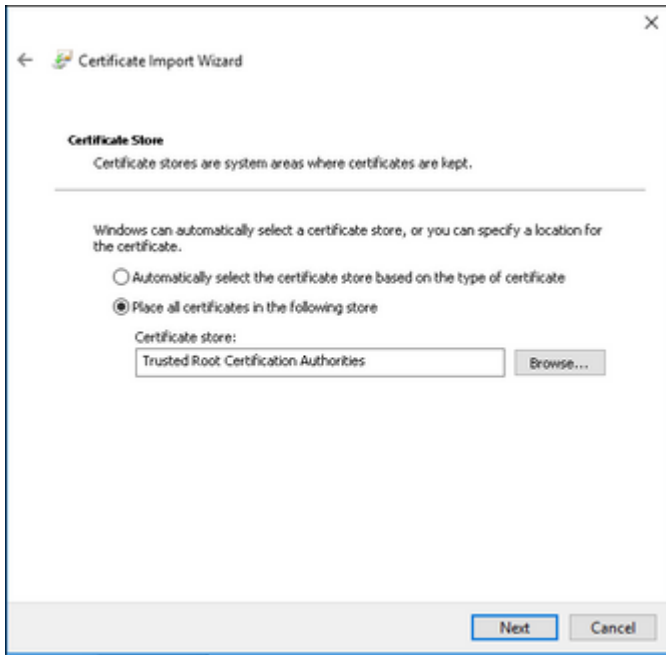 Certificate Import Wizard
Certificate Store
Certificate stores are system areas where certificates are kept.
Windows can automatically select a certificate store, or you can specify a location for
the certificate.
Automatically select the certificate store based on the type of certificate
Place all certificates in the following store
Certificate store:
Trusted Root Certification Authorities
Browse...
Next
Cancel